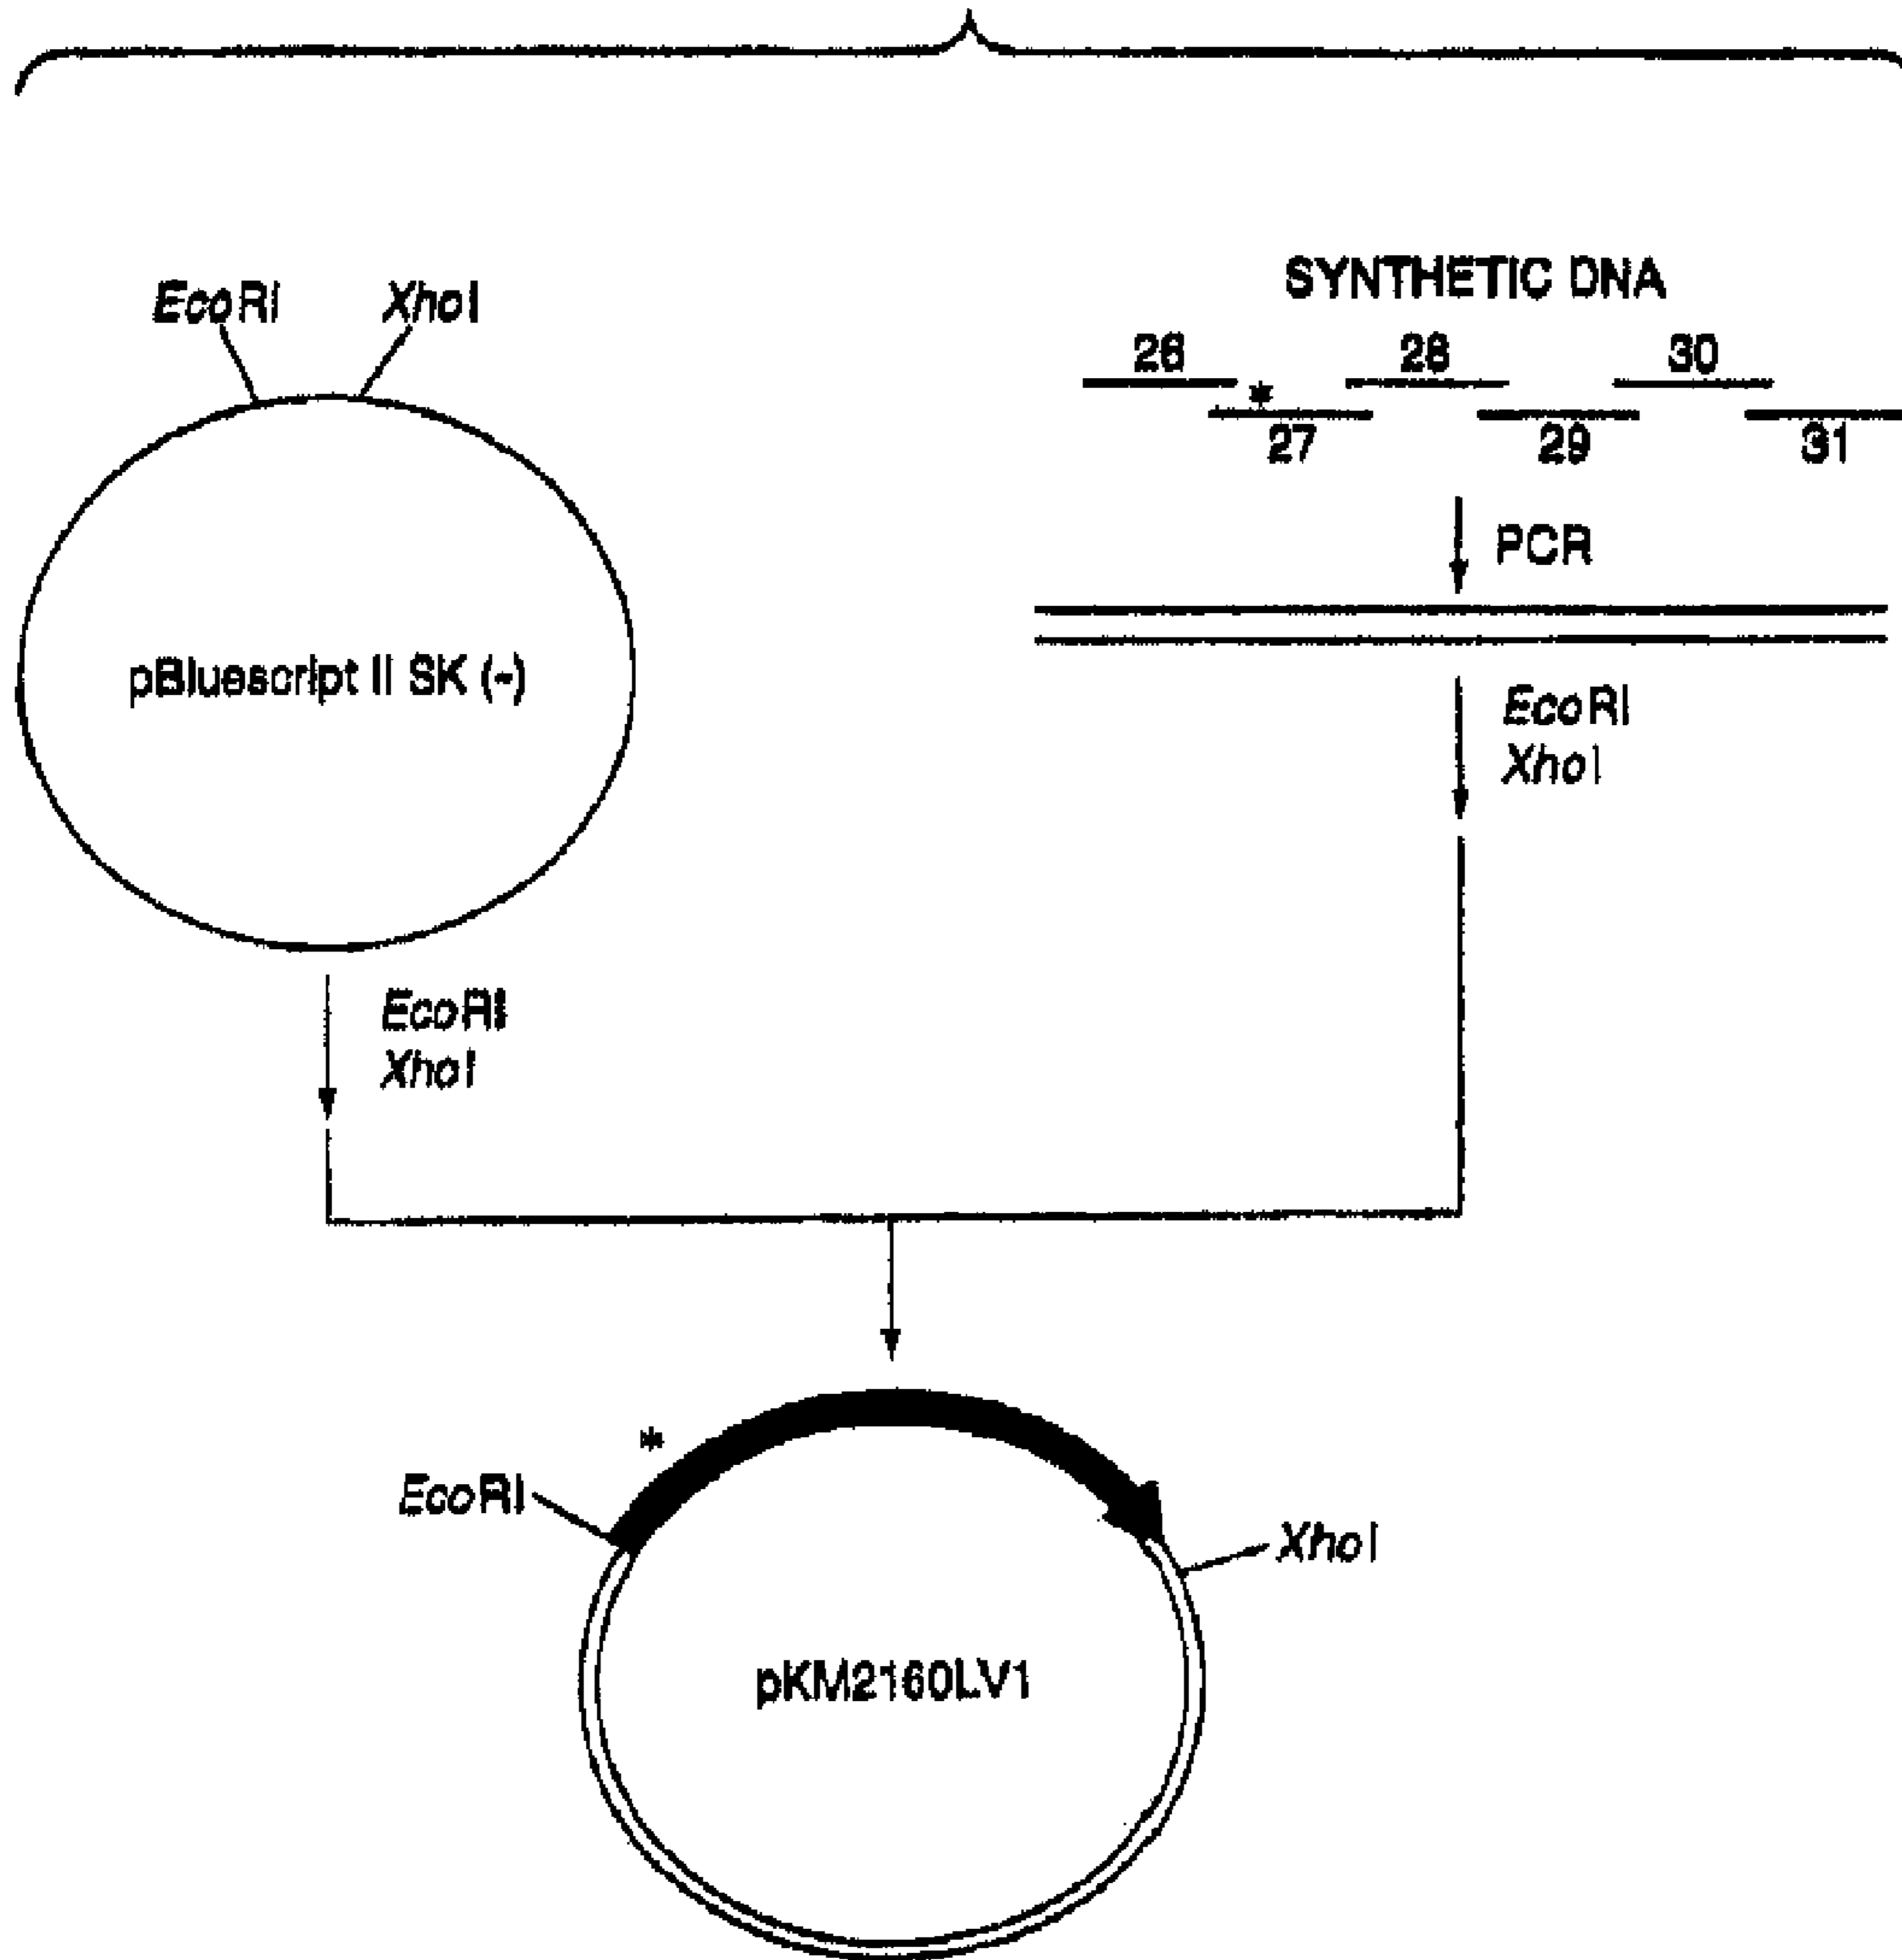 EcoRI
XhoI
pBluescript II SK (-)
SYNTHETIC DNA
26
28
30
*
27
29
31
PCR
EcoRI
XhoI
EcoRI
XhoI
*
EcoRI
XhoI
pKM2160LV1